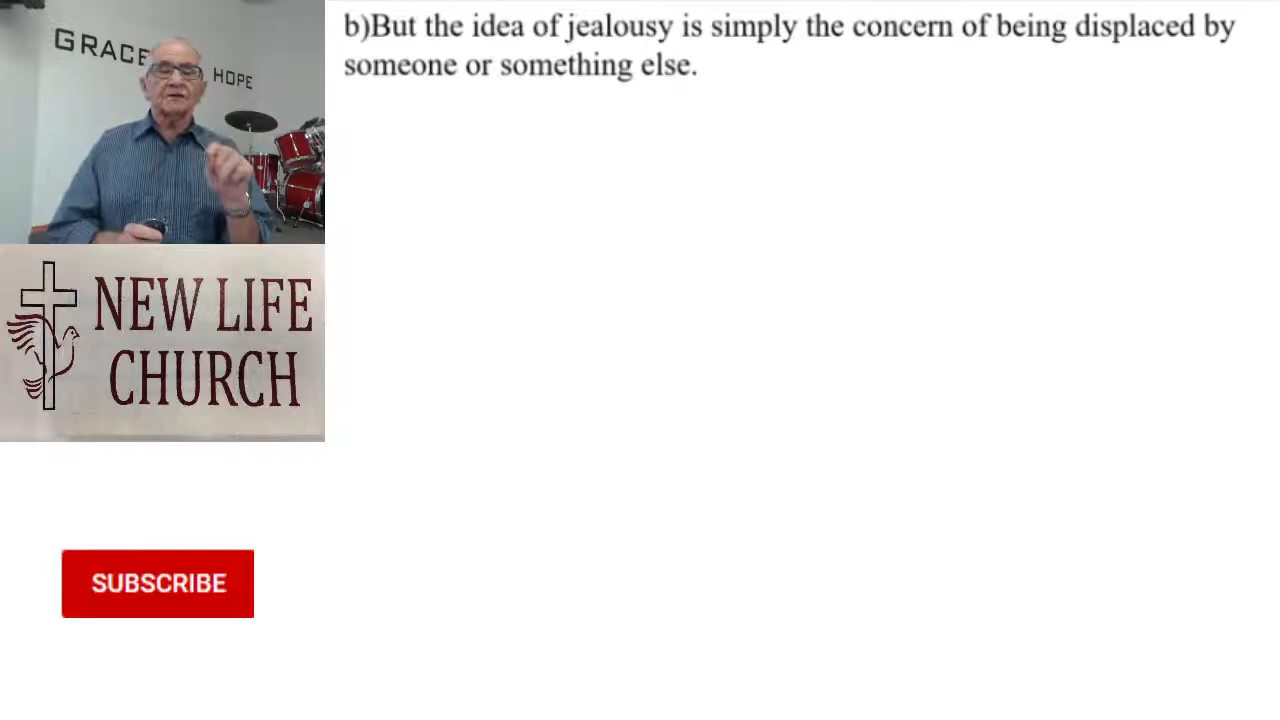 GRACE HOPE
b)But the idea of jealousy is simply the concern of being displaced by
someone or something else.
NEW LIFE
CHURCH
SUBSCRIBE